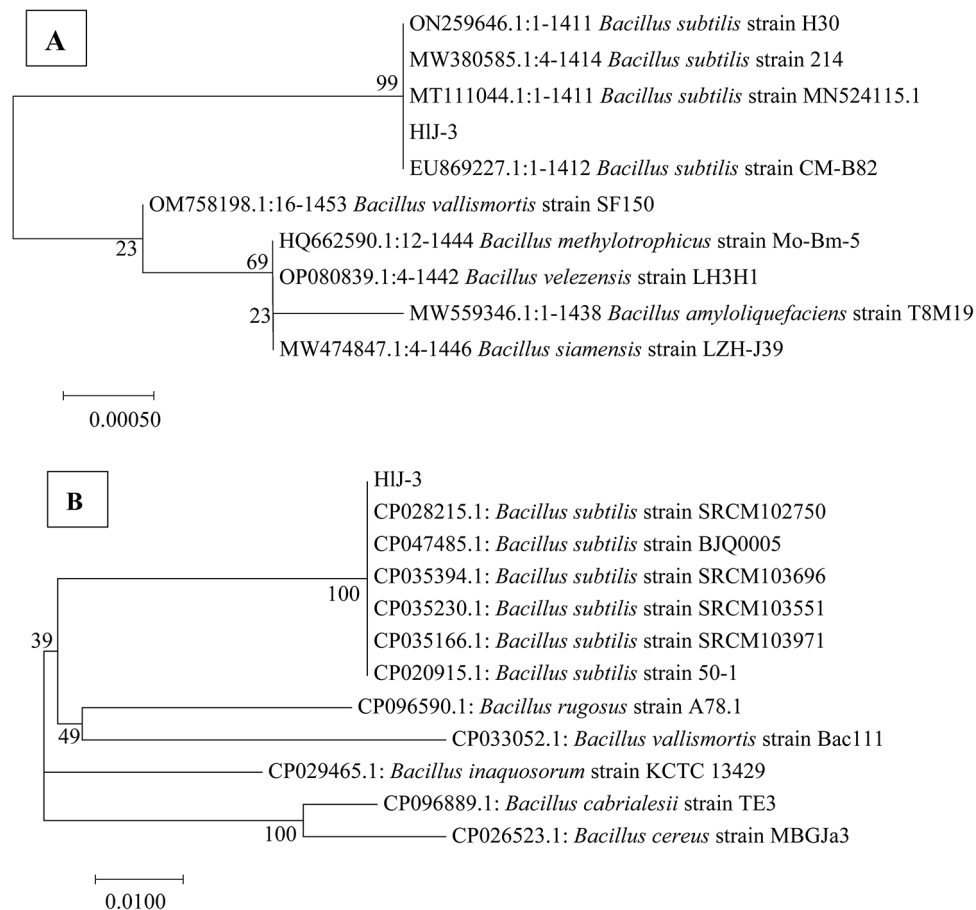 A
ON259646.1:1-1411 Bacillus subtilis strain H30
MW380585.1:4-1414 Bacillus subtilis strain 214
99
MT111044.1:1-1411 Bacillus subtilis strain MN524115.1
HlJ-3
EU869227.1:1-1412 Bacillus subtilis strain CM-B82
OM758198.1:16-1453 Bacillus vallismortis strain SF150
23
HQ662590.1:12-1444 Bacillus methylotrophicus strain Mo-Bm-5
69
OP080839.1:4-1442 Bacillus velezensis strain LH3H1
23
MW559346.1:1-1438 Bacillus amyloliquefaciens strain T8M19
MW474847.1:4-1446 Bacillus siamensis strain LZH-J39
0.00050
B
HlJ-3
CP028215.1: Bacillus subtilis strain SRCM102750
CP047485.1: Bacillus subtilis strain BJQ0005
CP035394.1: Bacillus subtilis strain SRCM103696
100
CP035230.1: Bacillus subtilis strain SRCM103551
39
CP035166.1: Bacillus subtilis strain SRCM103971
CP020915.1: Bacillus subtilis strain 50-1
CP096590.1: Bacillus rugosus strain A78.1
49
CP033052.1: Bacillus vallismortis strain Bac111
CP029465.1: Bacillus inaquosorum strain KCTC 13429
CP096889.1: Bacillus cabrialesii strain TE3
100
CP026523.1: Bacillus cereus strain MBGJa3
0.0100